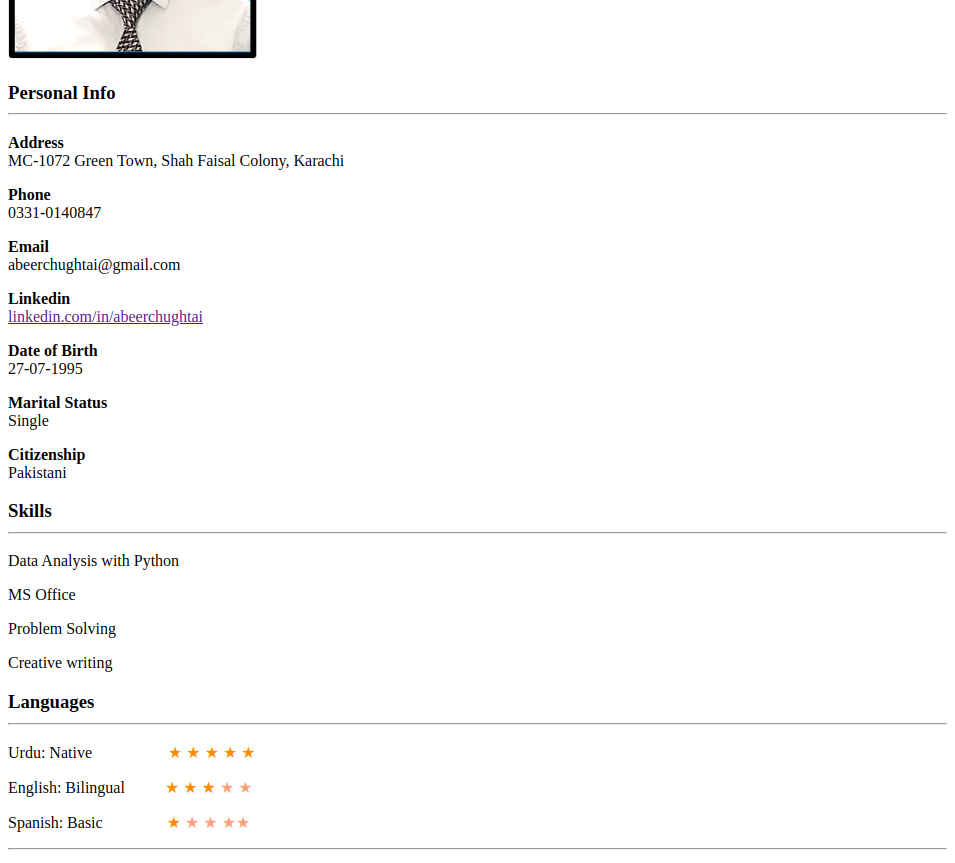 Personal Info
Address
MC-1072 Green Town, Shah Faisal Colony, Karachi
Phone
0331-0140847
Email
abeerchughtai@gmail.com
Linkedin
linkedin.com/in/abeerchughtai
Date of Birth
27-07-1995
Marital Status
Single
Citizenship
Pakistani
Skills
Data Analysis with Python
MS Office
Problem Solving
Creative writing
Languages
Urdu: Native ★ ★ ★ ★ ★
English: Bilingual ★ ★ ★ ★ ★
Spanish: Basic ★ ★ ★ ★★